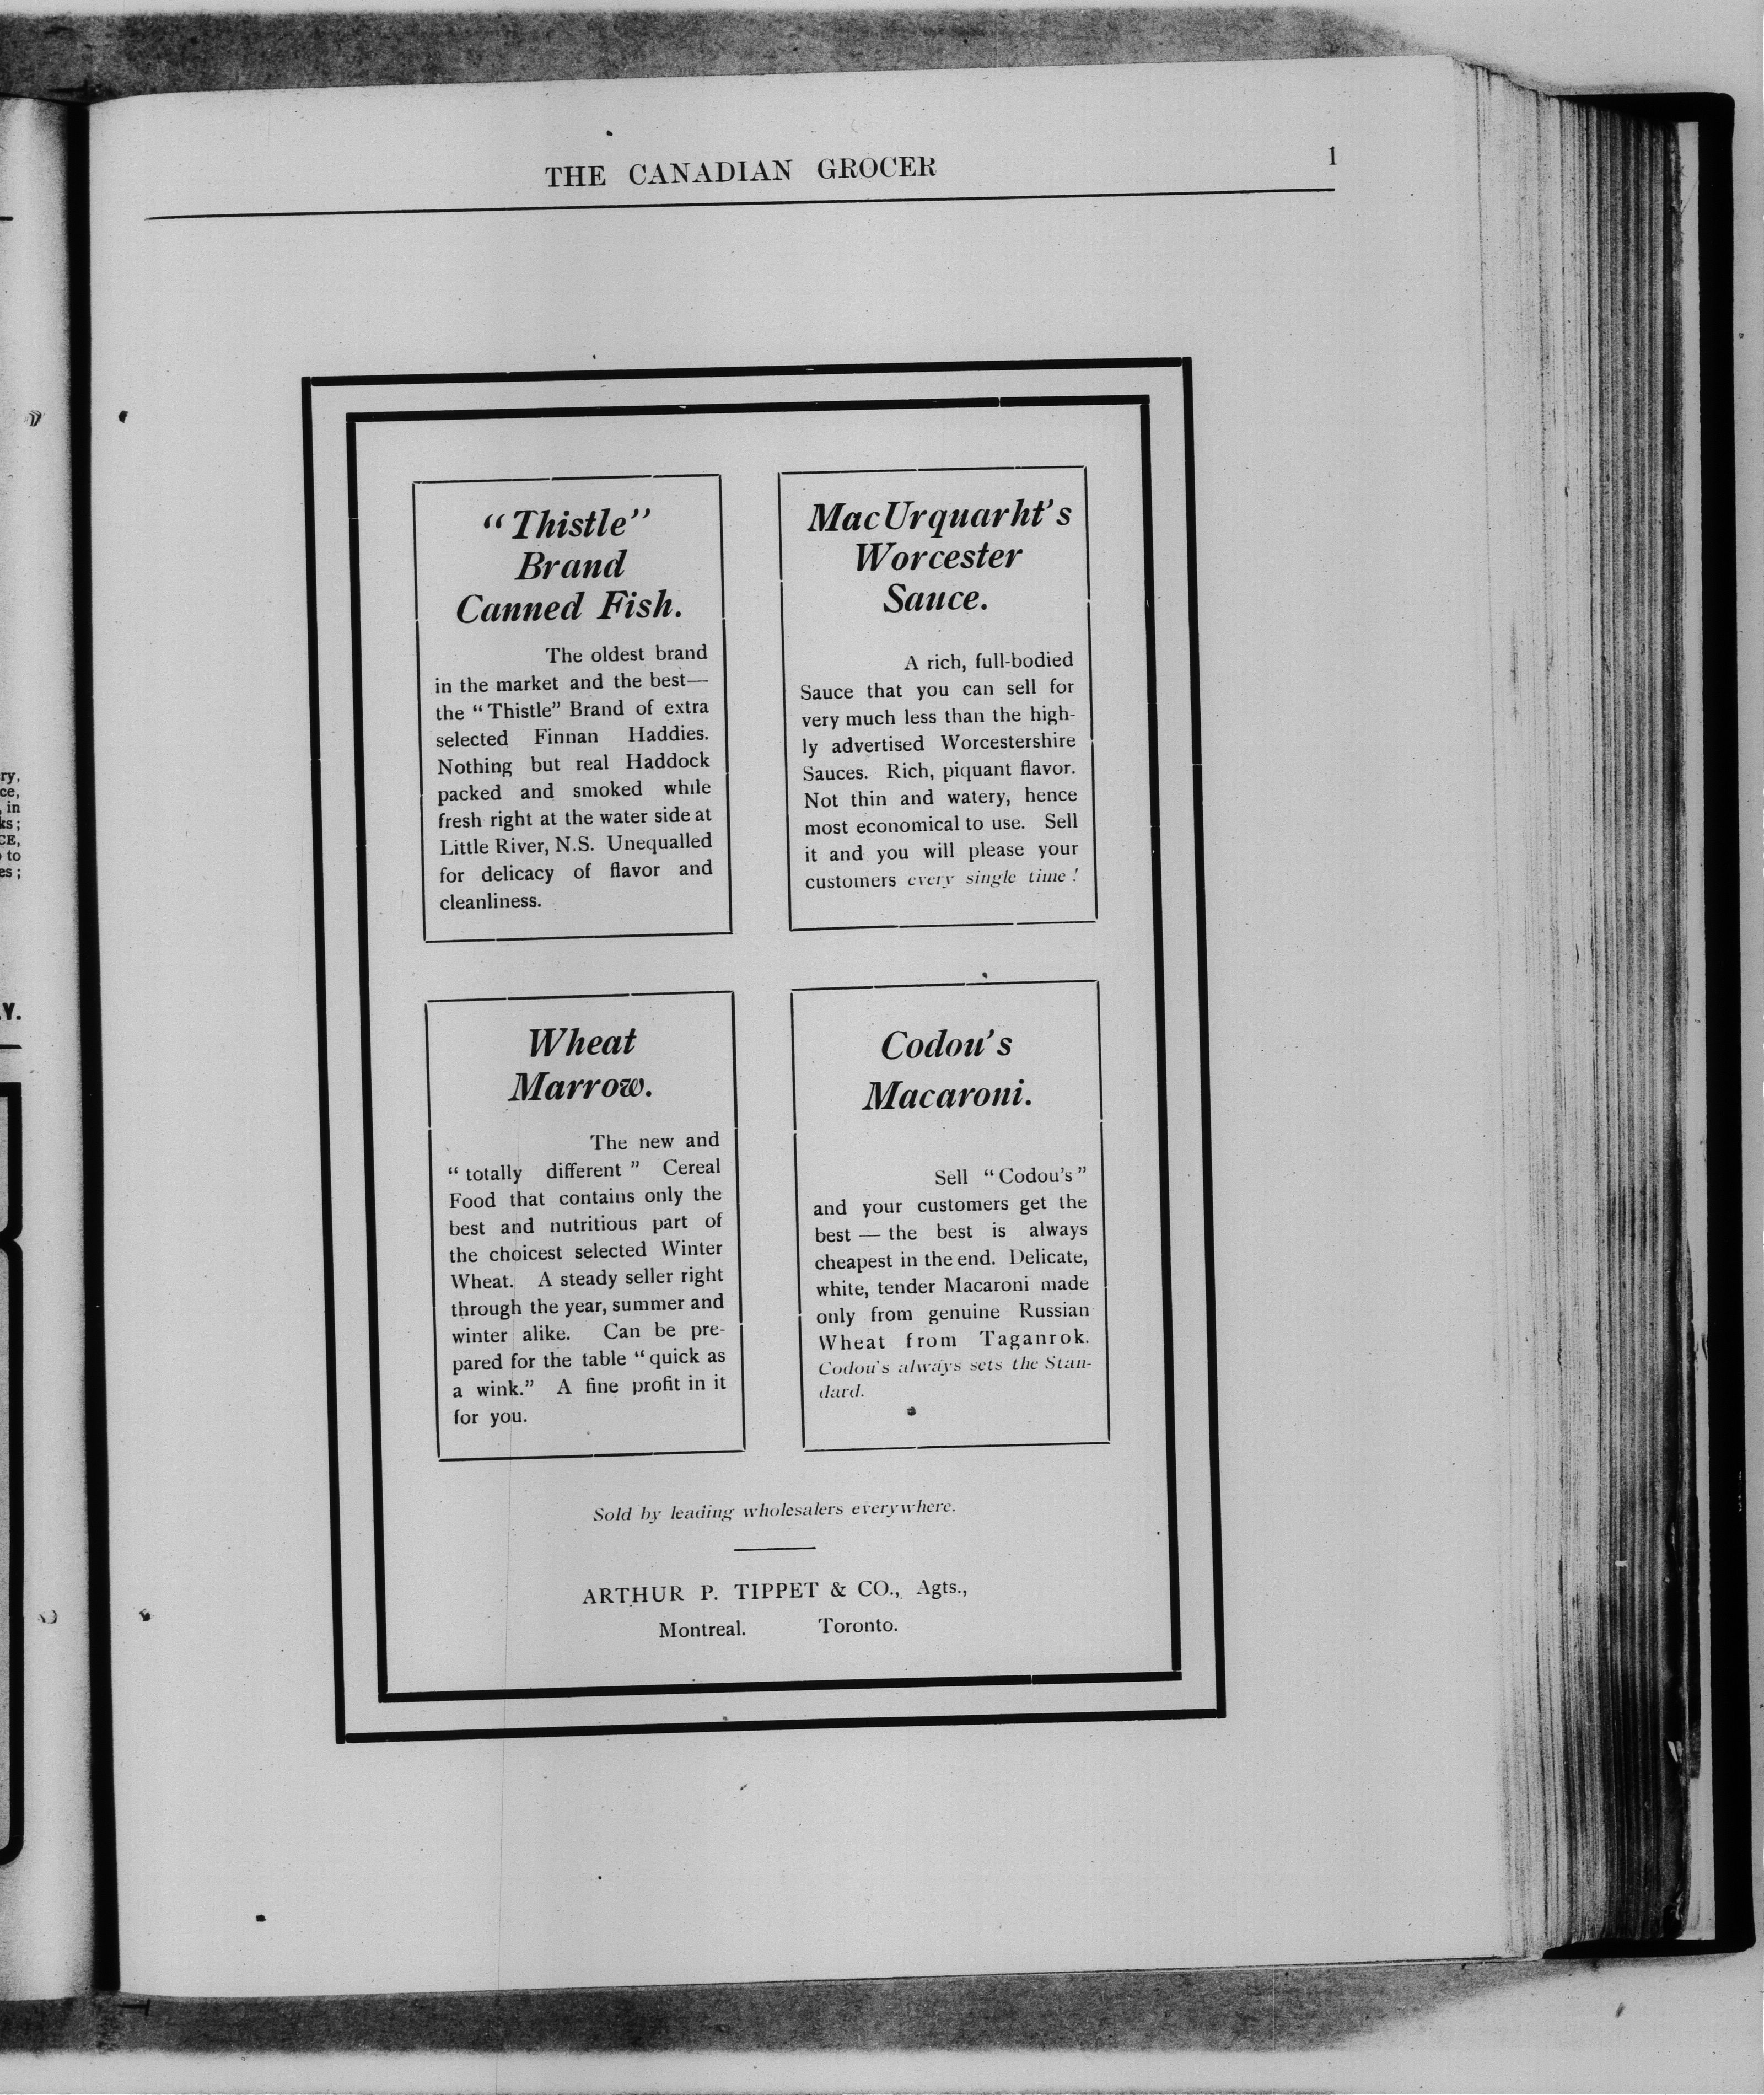 THE CANADIAN GROCER
1
"Thistle"
Brand
Canned Fish.
The oldest brand
in the market and the best—
the "Thistle" Brand of extra
selected Finnan Haddies.
Nothing but real Haddock
packed and smoked while
fresh right at the water side at
Little River, N.S. Unequalled
for delicacy of flavor and
cleanliness.
MacUrquarht's
Worcester
Sauce.
A rich, full-bodied
Sauce that you can sell for
very much less than the high-
ly advertised Worcestershire
Sauces. Rich, piquant flavor.
Not thin and watery, hence
most economical to use. Sell
it and you will please your
customers every single time!
Wheat
Marrow.
The new and
"totally different" Cereal
Food that contains only the
best and nutritious part of
the choicest selected Winter
Wheat. A steady seller right
through the year, summer and
winter alike. Can be pre-
pared for the table "quick as
a wink." A fine profit in it
for you.
Codou's
Macaroni.
Sell "Codou's"
and your customers get the
best — the best is always
cheapest in the end. Delicate,
white, tender Macaroni made
only from genuine Russian
Wheat from Taganrok.
Codou's always sets the Stan-
dard.
Sold by leading wholesalers everywhere.
ARTHUR P. TIPPET & CO., Agts.,
Montreal. Toronto.